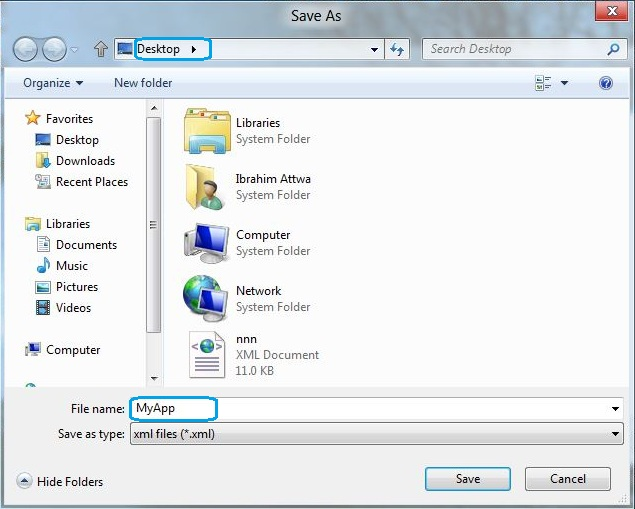 Save As
Desktop
Search Desktop
Organize
New folder
Favorites
Desktop
Downloads
Recent Places
Libraries
Documents
Music
Pictures
Videos
Computer
Libraries
System Folder
Ibrahim Attwa
System Folder
Computer
System Folder
Network
System Folder
nnn
XML Document
11.0 KB
File name: MyApp
Save as type: xml files (*.xml)
Hide Folders
Save
Cancel